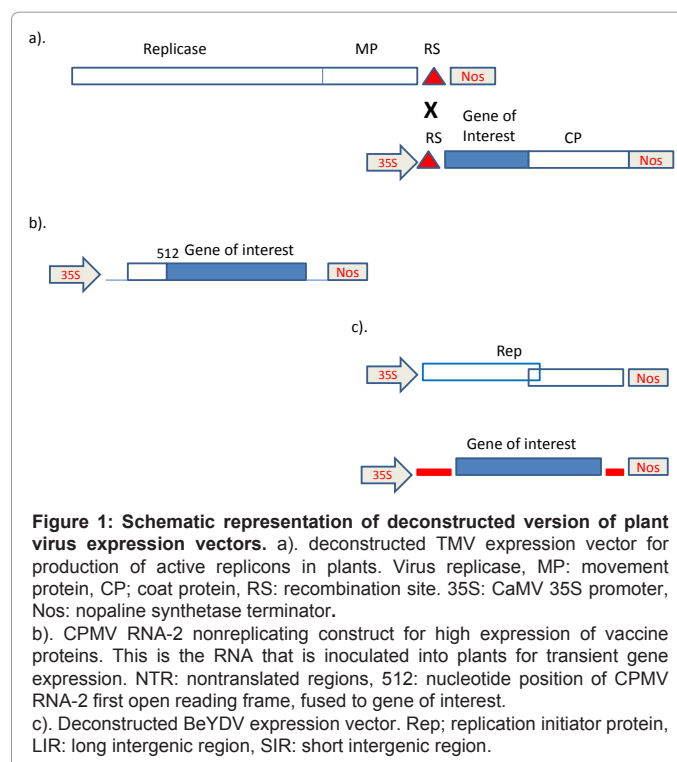 a).
Replicase MP RS
Nos
X
Gene of
Interest
RS CP
35S Nos
b).
512 Gene of interest
35S Nos
c).
Rep
35S Nos
Gene of interest
35S Nos
Figure 1: Schematic representation of deconstructed version of plant
virus expression vectors. a). deconstructed TMV expression vector for
production of active replicons in plants. Virus replicase, MP: movement
protein, CP; coat protein, RS: recombination site. 35S: CaMV 35S promoter,
Nos: nopaline synthetase terminator.
b). CPMV RNA-2 nonreplicating construct for high expression of vaccine
proteins. This is the RNA that is inoculated into plants for transient gene
expression. NTR: nontranslated regions, 512: nucleotide position of CPMV
RNA-2 first open reading frame, fused to gene of interest.
c). Deconstructed BeYDV expression vector. Rep; replication initiator protein,
LIR: long intergenic region, SIR: short intergenic region.